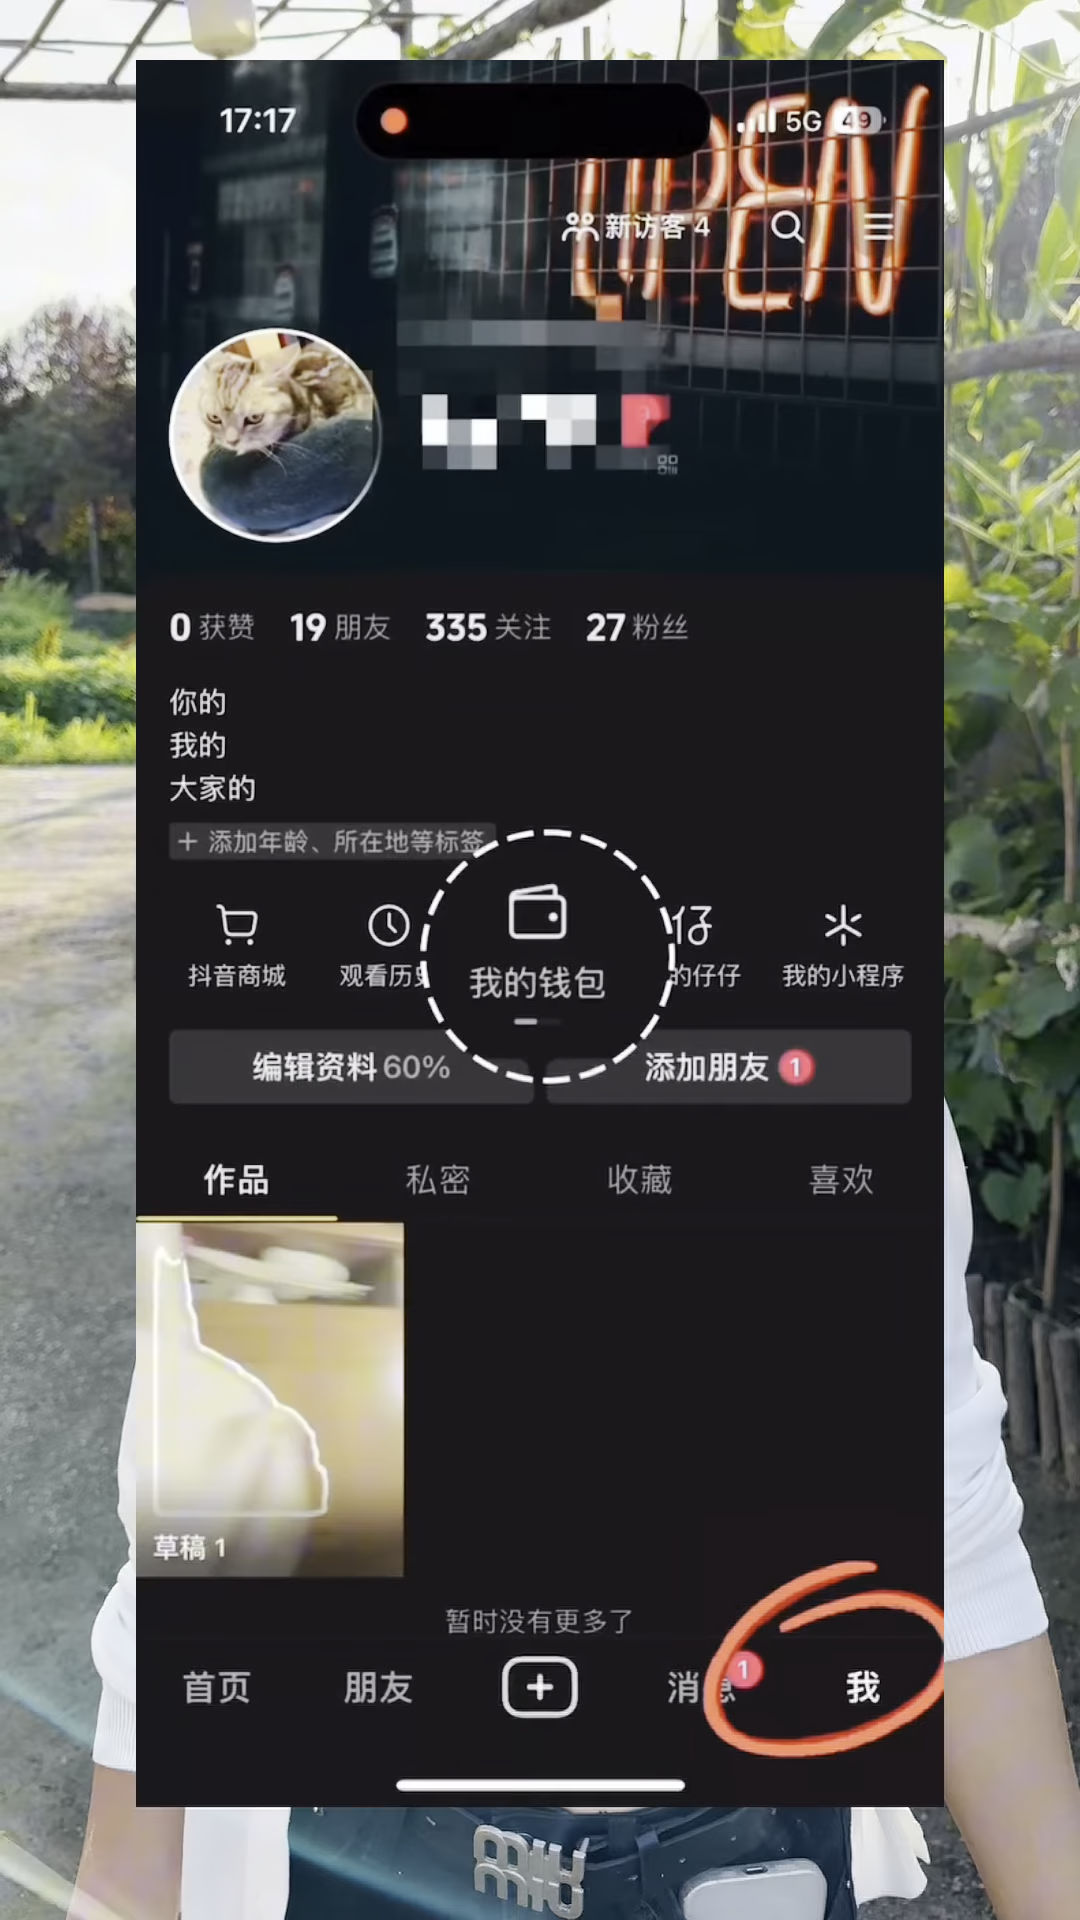 17:17
5G 49
OPEN
新访客 4
0 获赞 19 朋友 335 关注 27 粉丝
你的
我的
大家的
+ 添加年龄、所在地等标签
抖音商城 观看历史 我的钱包 的仔仔 我的小程序
编辑资料 60% 添加朋友 1
作品 私密 收藏 喜欢
草稿 1
暂时没有更多了
首页 朋友 消息 1 我
miu
miu